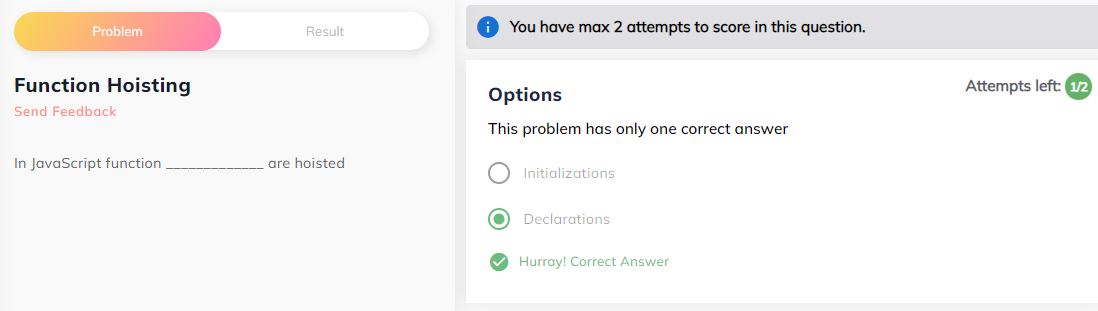 Problem
Result
Function Hoisting
Send Feedback
In JavaScript function _____________ are hoisted
You have max 2 attempts to score in this question.
Attempts left: 1/2
Options
This problem has only one correct answer
Initializations
Declarations
Hurray! Correct Answer